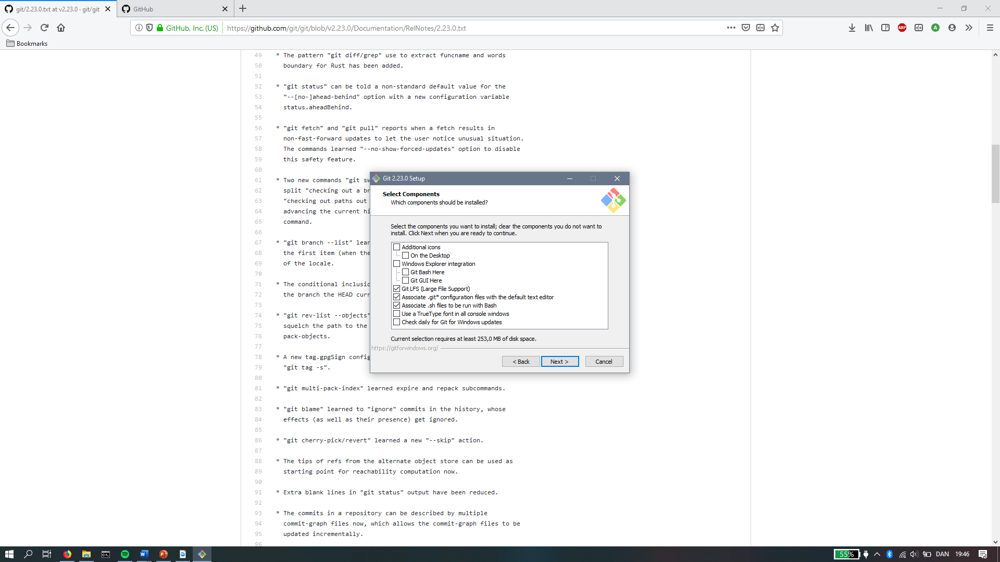 git/2.23.0.txt at v2.23.0 · git/git
GitHub
GitHub, Inc. (US)
https://github.com/git/git/blob/v2.23.0/Documentation/RelNotes/2.23.0.txt
ABP
A
Bookmarks
49 * The pattern "git diff/grep" use to extract funcname and words
50 boundary for Rust has been added.
51
52 * "git status" can be told a non-standard default value for the
53 "--[no-]ahead-behind" option with a new configuration variable
54 status.aheadBehind.
55
56 * "git fetch" and "git pull" reports when a fetch results in
57 non-fast-forward updates to let the user notice unusual situation.
58 The commands learned "--no-show-forced-updates" option to disable
59 this safety feature.
60
61 * Two new commands "git sw
62 split "checking out a br
63 "checking out paths out
64 advancing the current hi
65 command.
66
67 * "git branch --list" lear
68 the first item (when the
69 of the locale.
70
71 * The conditional inclusio
72 the branch the HEAD curr
73
74 * "git rev-list --objects"
75 squelch the path to the
76 pack-objects.
77
78 * A new tag.gpgSign config
79 "git tag -s".
80
81 * "git multi-pack-index" learned expire and repack subcommands.
82
83 * "git blame" learned to "ignore" commits in the history, whose
84 effects (as well as their presence) get ignored.
85
86 * "git cherry-pick/revert" learned a new "--skip" action.
87
88 * The tips of refs from the alternate object store can be used as
89 starting point for reachability computation now.
90
91 * Extra blank lines in "git status" output have been reduced.
92
93 * The commits in a repository can be described by multiple
94 commit-graph files now, which allows the commit-graph files to be
95 updated incrementally.
96
Git 2.23.0 Setup
Select Components
Which components should be installed?
Select the components you want to install; clear the components you do not want to
install. Click Next when you are ready to continue.
Additional icons
On the Desktop
Windows Explorer integration
Git Bash Here
Git GUI Here
Git LFS (Large File Support)
Associate .git* configuration files with the default text editor
Associate .sh files to be run with Bash
Use a TrueType font in all console windows
Check daily for Git for Windows updates
Current selection requires at least 253,0 MB of disk space.
https://gitforwindows.org/
< Back
Next >
Cancel
55%
DAN
19:46